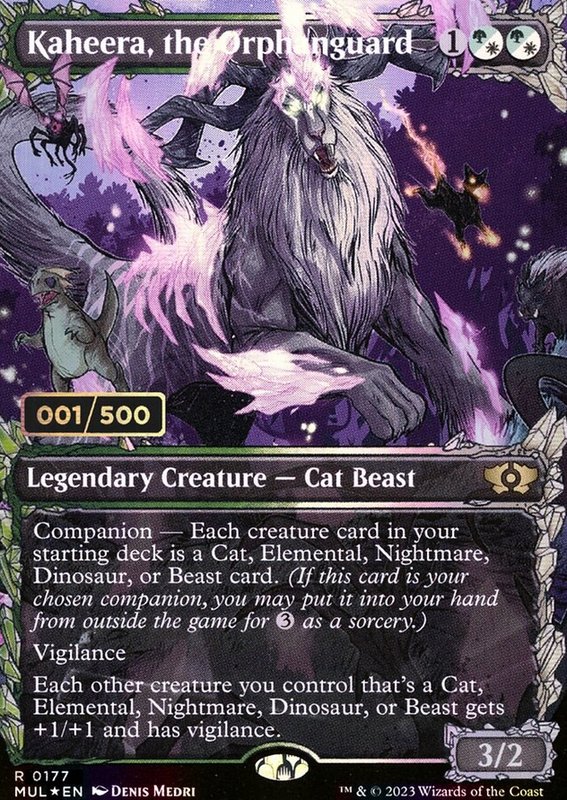 Kaheera, the Orphanguard 1
001/500
Legendary Creature — Cat Beast
Companion — Each creature card in your
starting deck is a Cat, Elemental, Nightmare,
Dinosaur, or Beast card. (If this card is your
chosen companion, you may put it into your hand
from outside the game for 3 as a sorcery.)
Vigilance
Each other creature you control that's a Cat,
Elemental, Nightmare, Dinosaur, or Beast gets
+1/+1 and has vigilance.
3/2
R 0177
MUL★EN Denis Medri
™ & © 2023 Wizards of the Coast